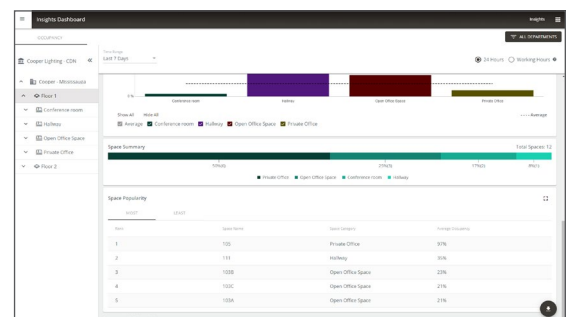 Insights Dashboard
Insights
OCCUPANCY
ALL DEPARTMENTS
Cooper Lighting - CDN
Last 7 Days
24 Hours
Working Hours
Cooper - Mississauga
Floor 1
Conference room
Hallway
Open Office Space
Private Office
Floor 2
0 %
Conference room
Hallway
Open Office Space
Private Office
Show All
Hide All
Average
Average
Conference room
Hallway
Open Office Space
Private Office
Space Summary
Total Spaces: 12
Private Office
Open Office Space
Conference room
Hallway
Space Popularity
MOST
LEAST
Rank
Space Name
Space Category
Average Occupancy
1
Private Office
97%
2
111
Hallway
3
103B
Open Office Space
23%
4
103C
Open Office Space
21%
5
103A
Open Office Space
21%